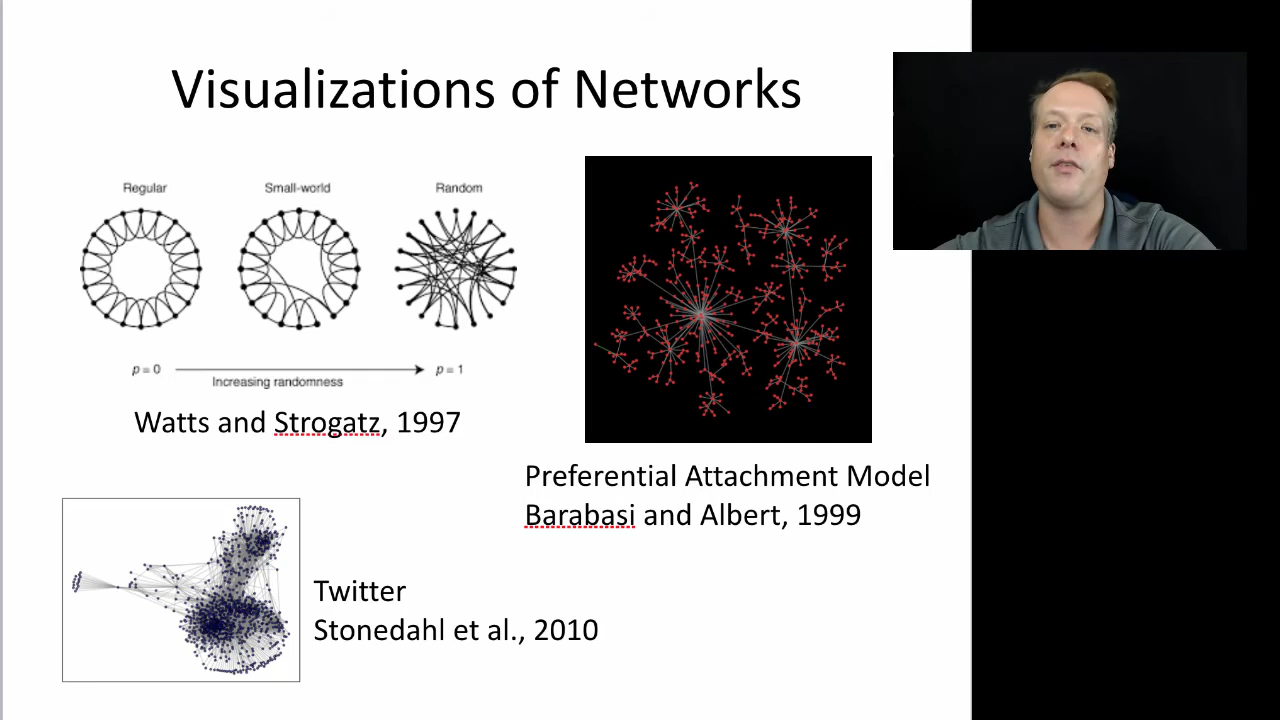 Visualizations of Networks
Regular Small-world Random
p = 0 p = 1
Increasing randomness
Watts and Strogatz, 1997
Preferential Attachment Model
Barabasi and Albert, 1999
Twitter
Stonedahl et al., 2010